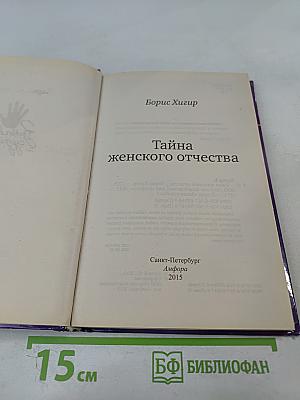 Борис Хигир
Тайна
женского отчества
Санкт-Петербург
Амфора
2015
15 см
БФ БИБЛИОФАН